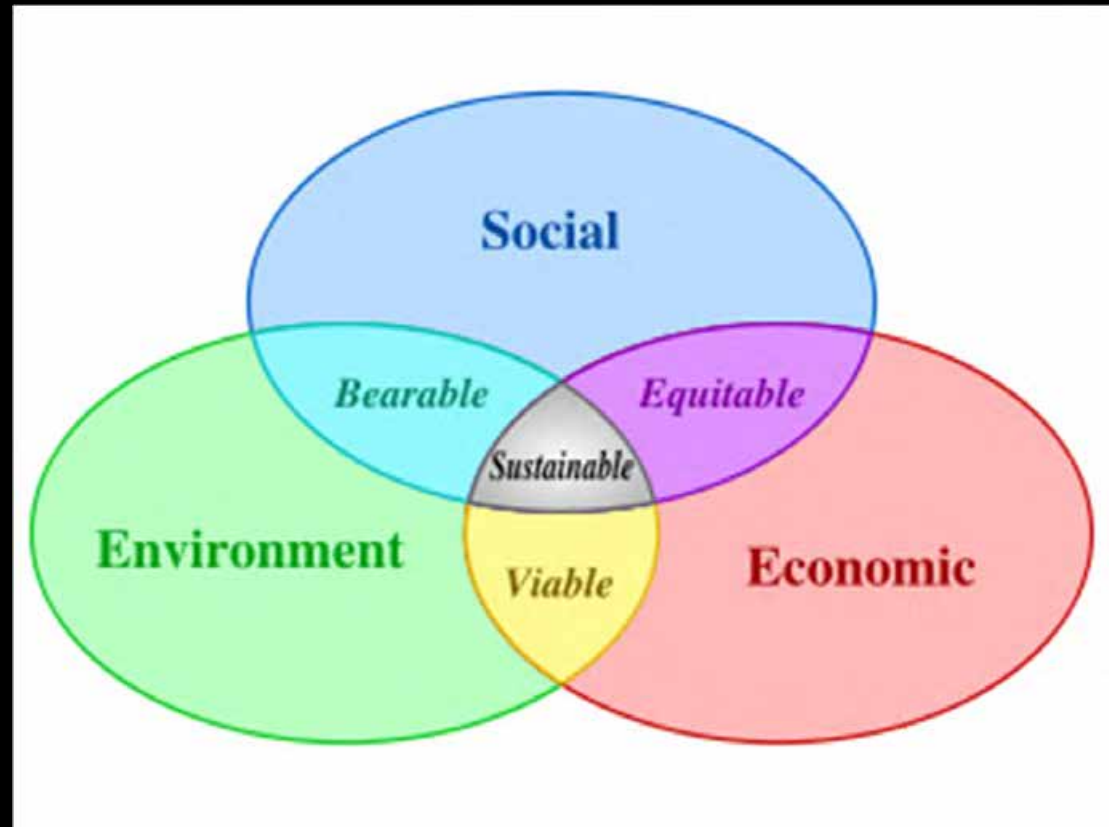 Social
Bearable
Equitable
Sustainable
Environment
Viable
Economic